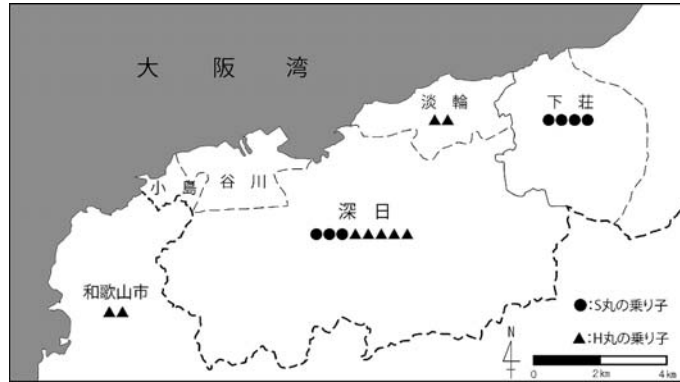 大阪湾
淡輪
▲▲
下荘
●●●●
小島
谷川
深日
●●●▲▲▲▲▲
和歌山市
▲▲
●:S丸の乗り子
▲:H丸の乗り子
N
0 2km 4km